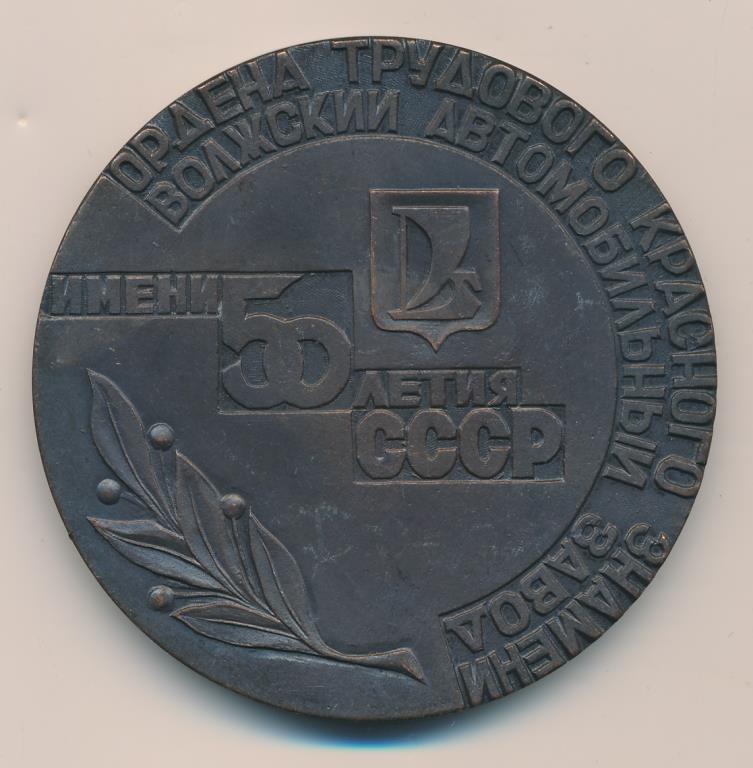 ОРДЕНА ТРУДОВОГО КРАСНОГО ЗНАМЕНИ
ВОЛЖСКИЙ АВТОМОБИЛЬНЫЙ ЗАВОД
ИМЕНИ
50
ЛЕТИЯ
СССР